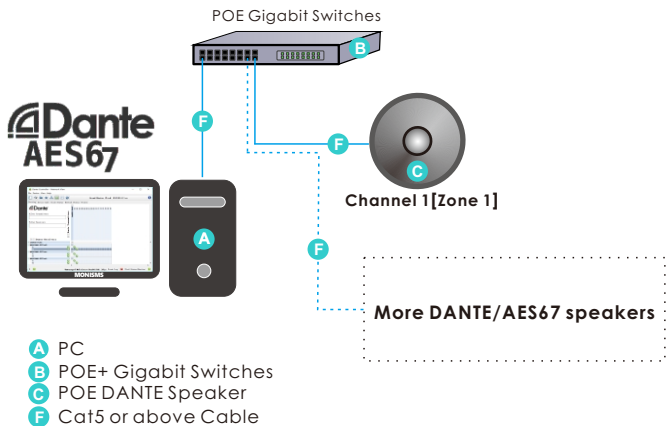 POE Gigabit Switches
B
F
Dante
AES67
F
C
Channel 1[Zone 1]
Dante
A
F
MONISMS
More DANTE/AES67 speakers
A PC
B POE+ Gigabit Switches
C POE DANTE Speaker
F Cat5 or above Cable